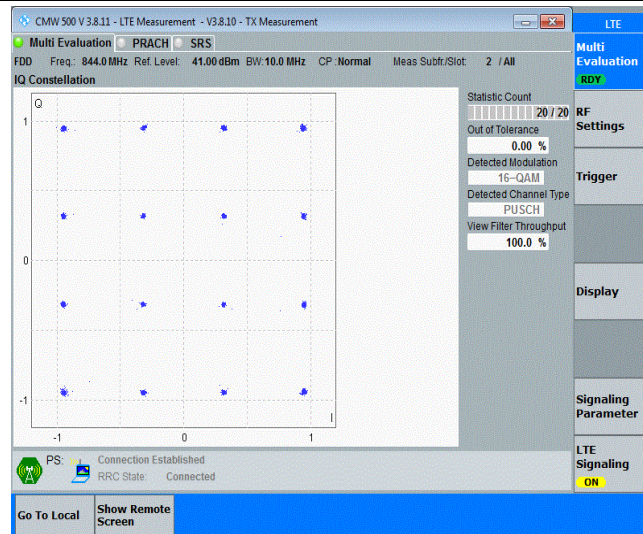 CMW 500 V 3.8.11 - LTE Measurement - V3.8.10 - TX Measurement
LTE
Multi Evaluation PRACH SRS
FDD Freq.: 844.0 MHz Ref. Level: 41.00 dBm BW: 10.0 MHz CP: Normal Meas Subfr./Slot: 2 / All
IQ Constellation
Q
1
0
-1
-1 0 1
I
Statistic Count
20 / 20
Out of Tolerance
0.00 %
Detected Modulation
16-QAM
Detected Channel Type
PUSCH
View Filter Throughput
100.0 %
PS: Connection Established
RRC State: Connected
Multi
Evaluation
RDY
RF
Settings
Trigger
Display
Signaling
Parameter
LTE
Signaling
ON
Go To Local
Show Remote
Screen